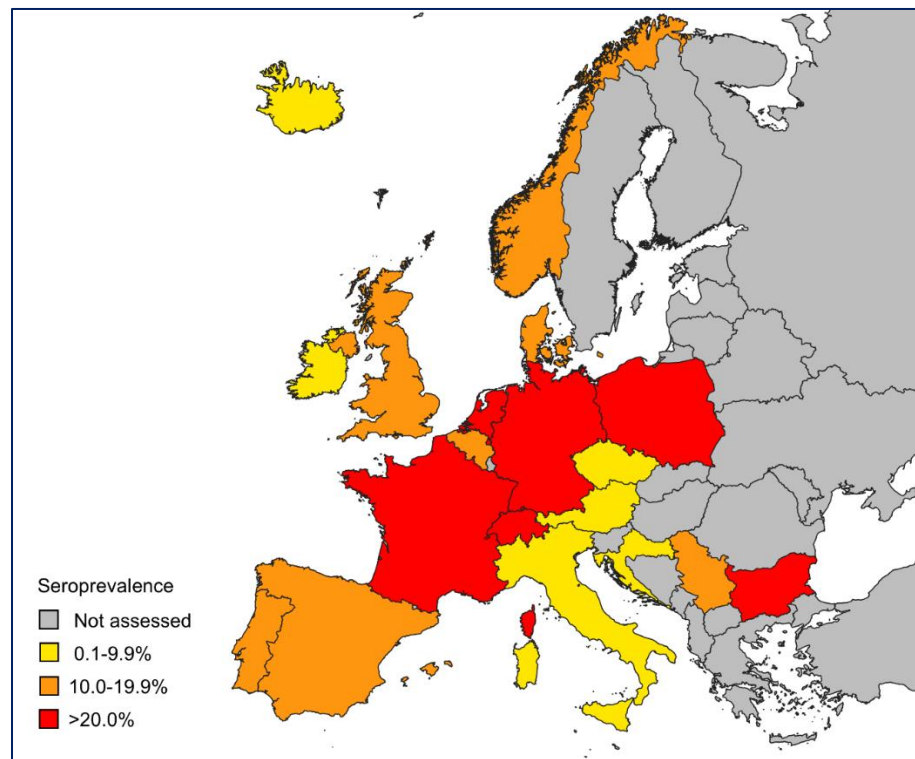 Seroprevalence
Not assessed
0.1-9.9%
10.0-19.9%
>20.0%